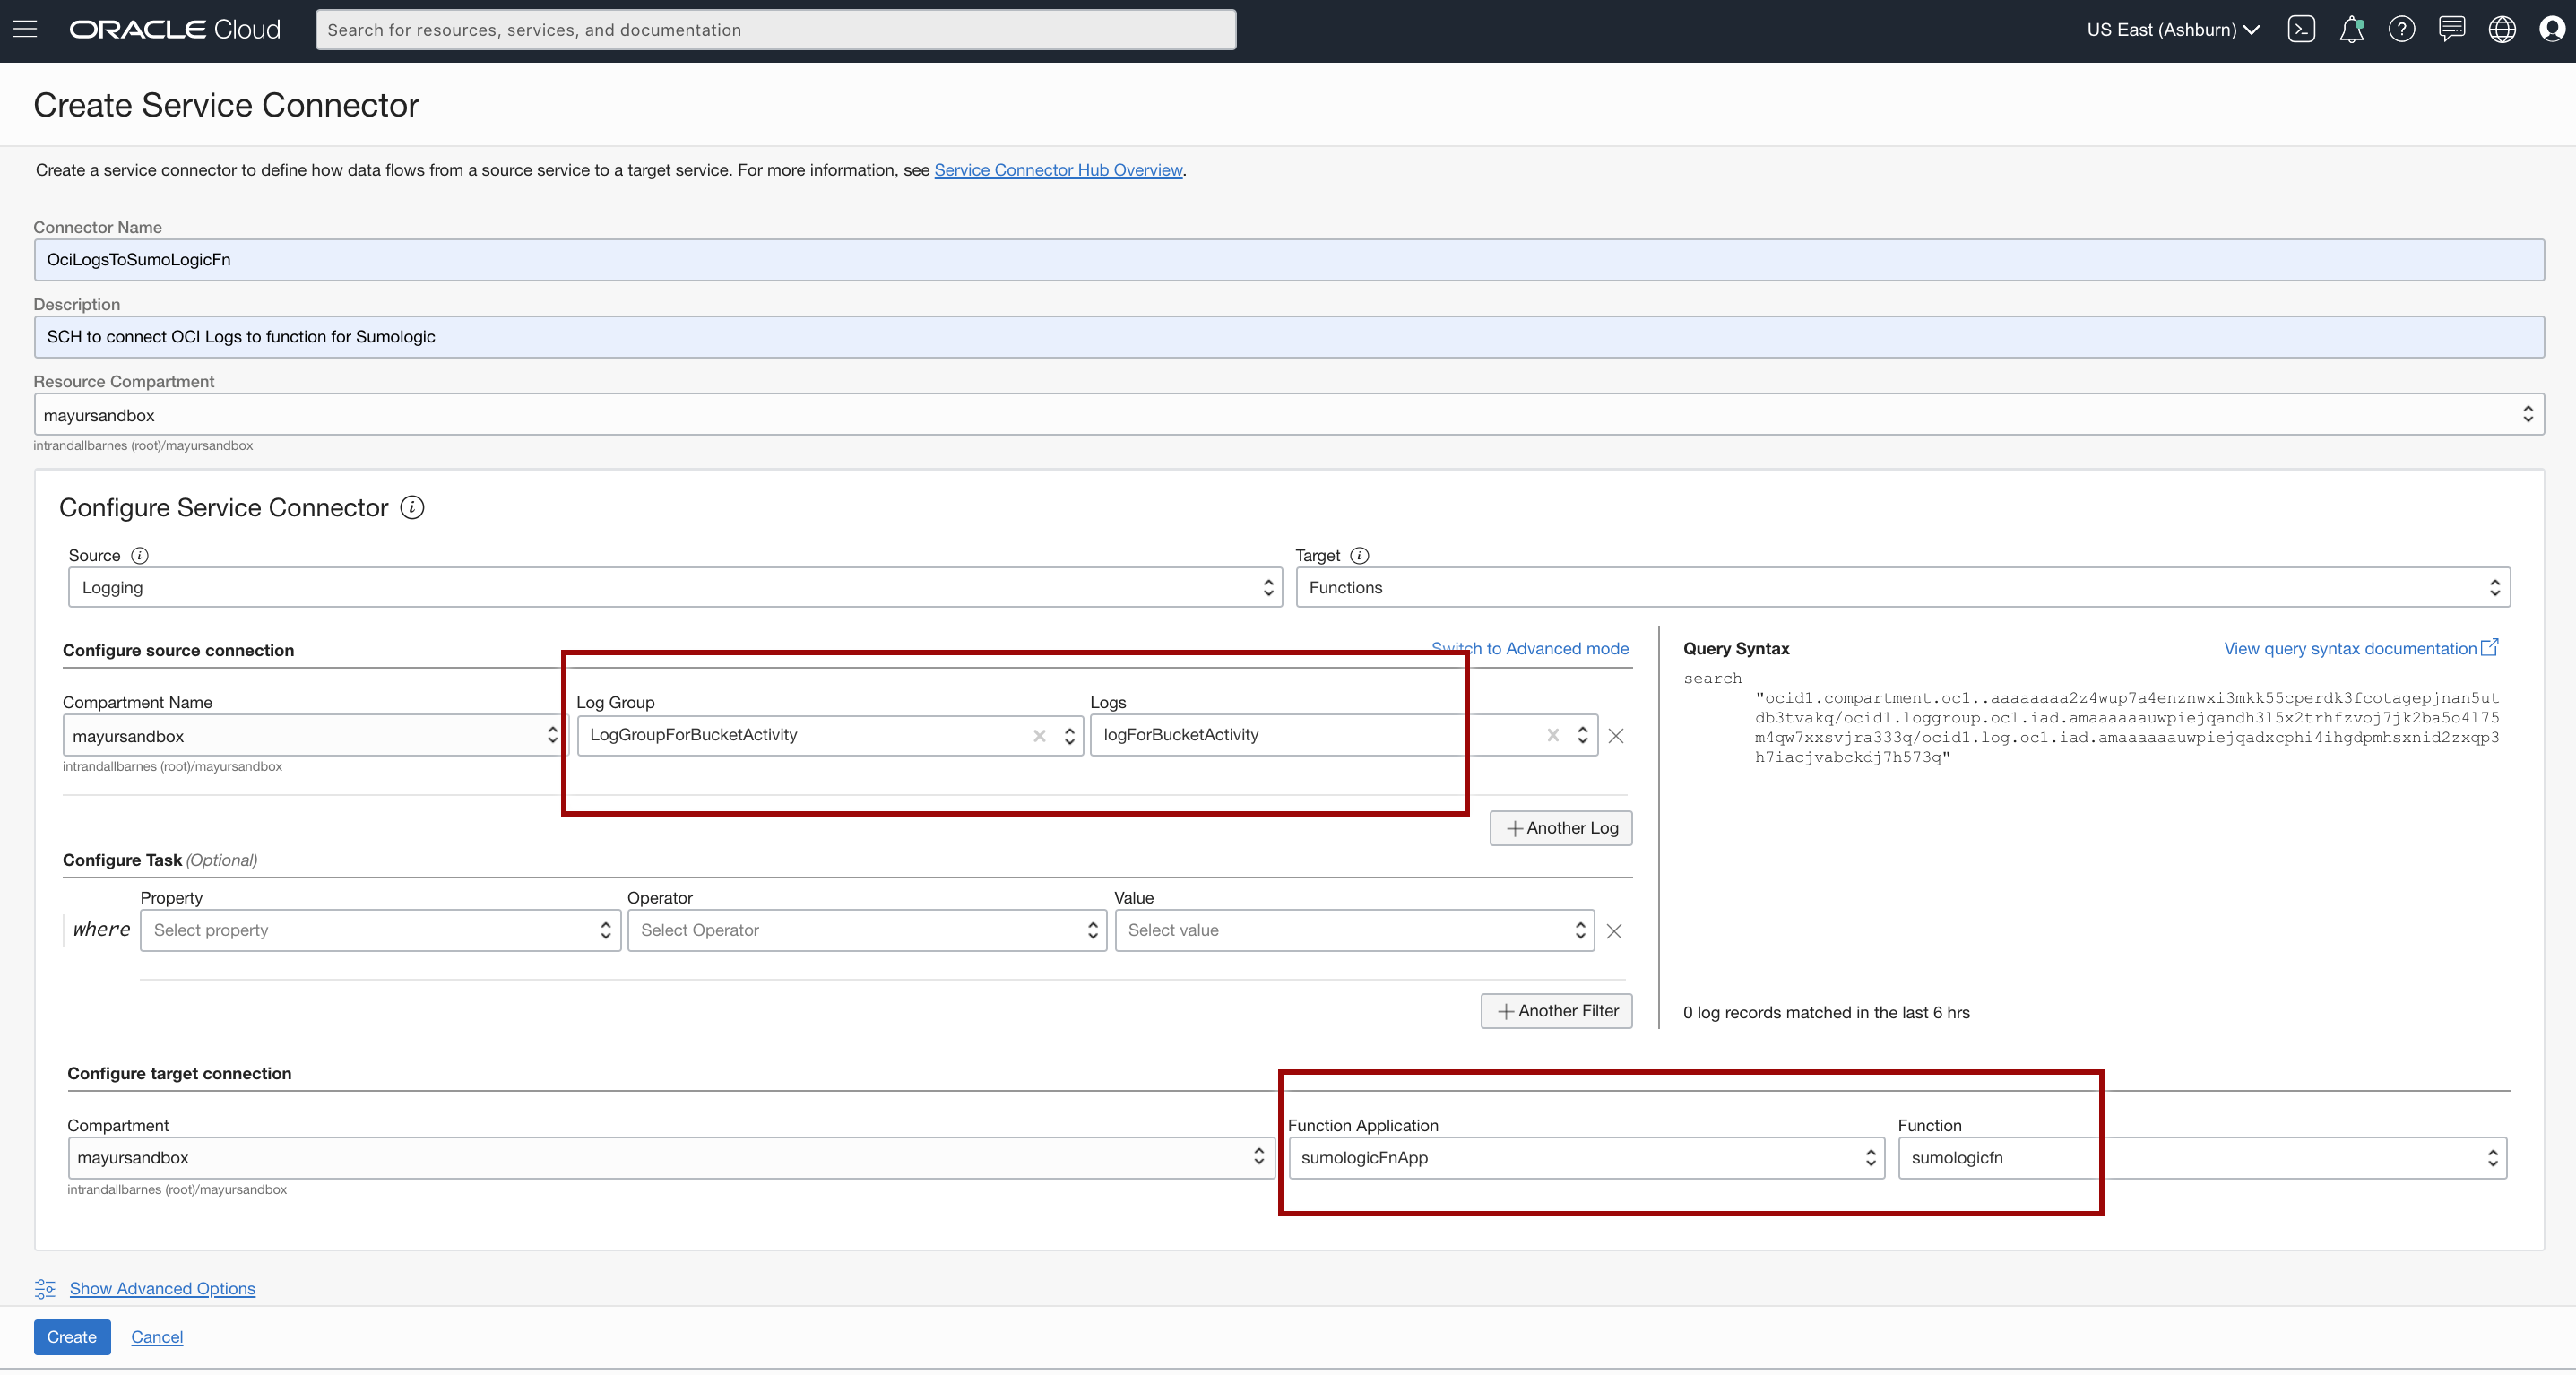 ORACLE Cloud
Search for resources, services, and documentation
US East (Ashburn)
Create Service Connector
Create a service connector to define how data flows from a source service to a target service. For more information, see Service Connector Hub Overview.
Connector Name
OciLogsToSumoLogicFn
Description
SCH to connect OCI Logs to function for Sumologic
Resource Compartment
mayursandbox
intrandallbarnes (root)/mayursandbox
Configure Service Connector
Source
Logging
Target
Functions
Configure source connection
Switch to Advanced mode
Compartment Name
mayursandbox
intrandallbarnes (root)/mayursandbox
Log Group
LogGroupForBucketActivity
Logs
logForBucketActivity
Another Log
Configure Task (Optional)
where
Property
Select property
Operator
Select Operator
Value
Select value
Another Filter
Query Syntax
View query syntax documentation
search
"ocid1.compartment.oc1..aaaaaaaa2z4wup7a4enznwxi3mkk55cperdk3fcotagepjnan5ut
db3tvakq/ocid1.loggroup.oc1.iad.amaaaaaauwpiejqandh3l5x2trhfzvoj7jk2ba5o4l75
m4qw7xxsvjra333q/ocid1.log.oc1.iad.amaaaaaauwpiejqadxcphi4ihgdpmhsxnid2zzxqp3
h7iacjvabckdj7h573q"
0 log records matched in the last 6 hrs
Configure target connection
Compartment
mayursandbox
intrandallbarnes (root)/mayursandbox
Function Application
sumologicFnApp
Function
sumologicfn
Show Advanced Options
Create
Cancel